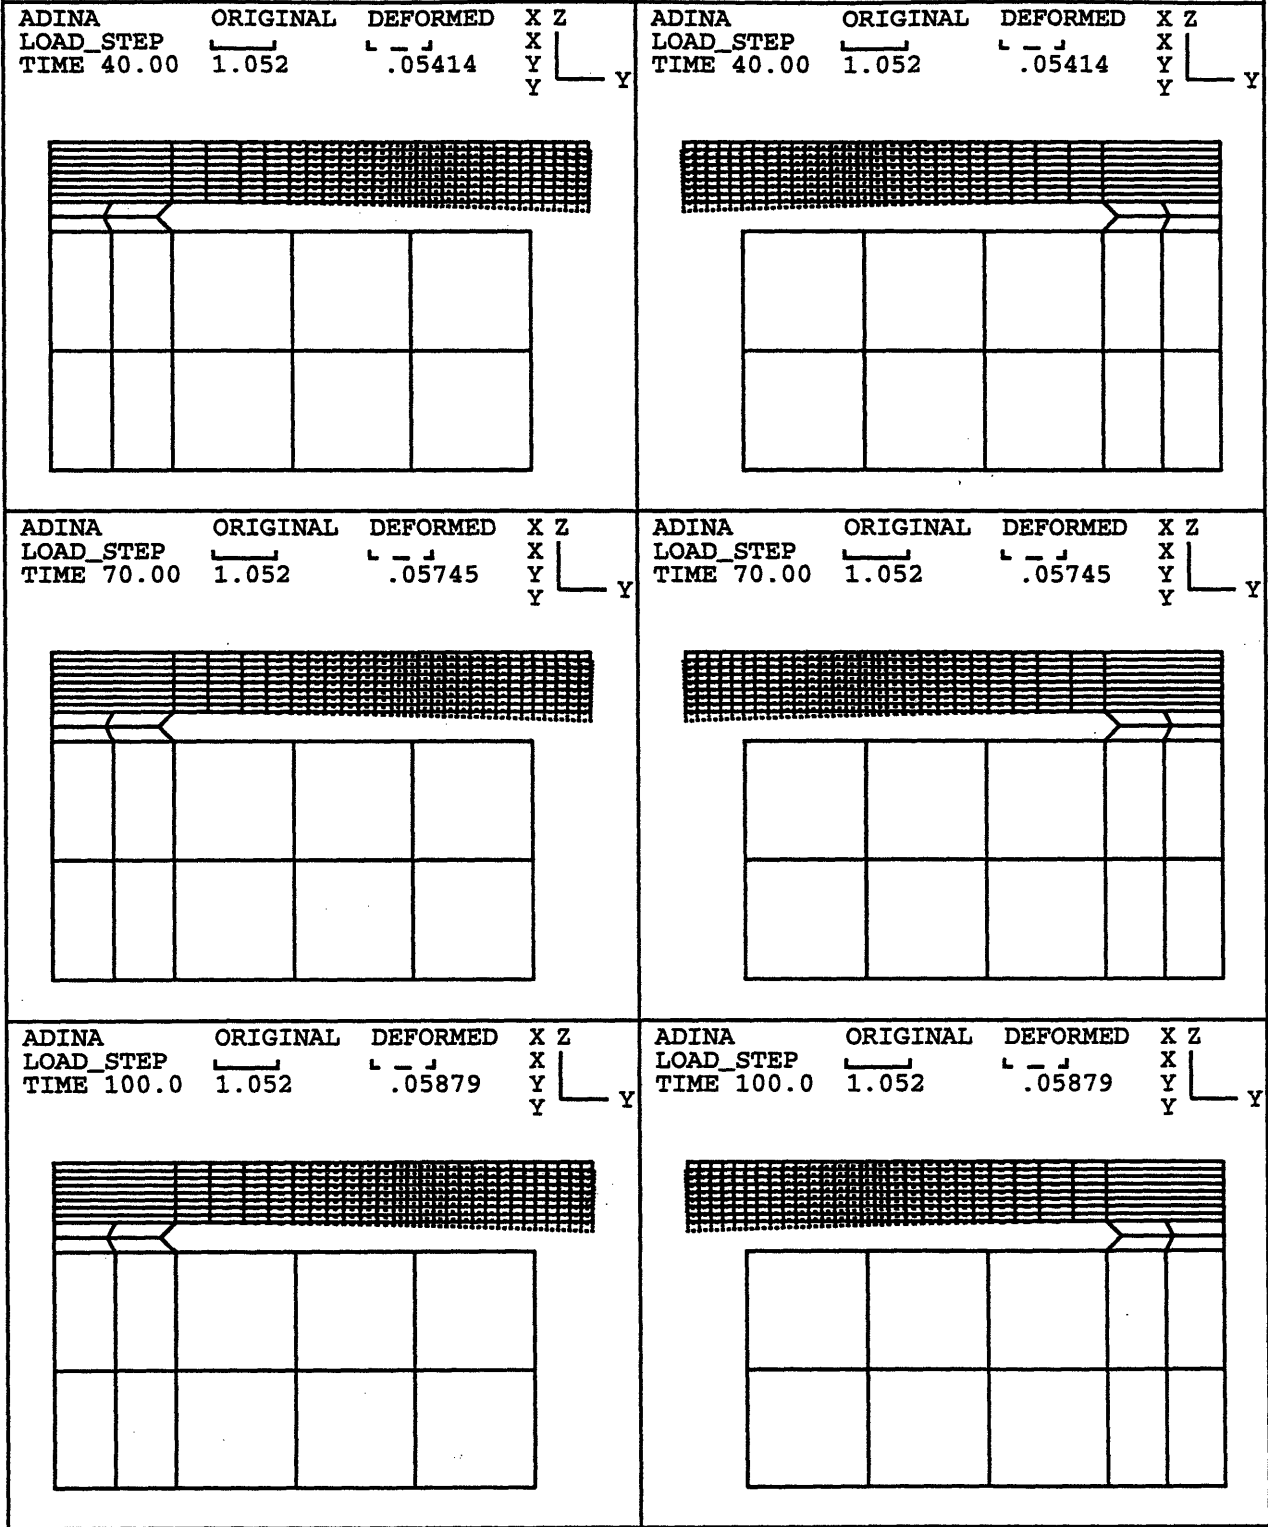 ADINA ORIGINAL DEFORMED X Z
LOAD_STEP X
TIME 40.00 1.052 .05414 Y Y
Y
ADINA ORIGINAL DEFORMED X Z
LOAD_STEP X
TIME 40.00 1.052 .05414 Y Y
Y
ADINA ORIGINAL DEFORMED X Z
LOAD_STEP X
TIME 70.00 1.052 .05745 Y Y
Y
ADINA ORIGINAL DEFORMED X Z
LOAD_STEP X
TIME 70.00 1.052 .05745 Y Y
Y
ADINA ORIGINAL DEFORMED X Z
LOAD_STEP X
TIME 100.0 1.052 .05879 Y Y
Y
ADINA ORIGINAL DEFORMED X Z
LOAD_STEP X
TIME 100.0 1.052 .05879 Y Y
Y